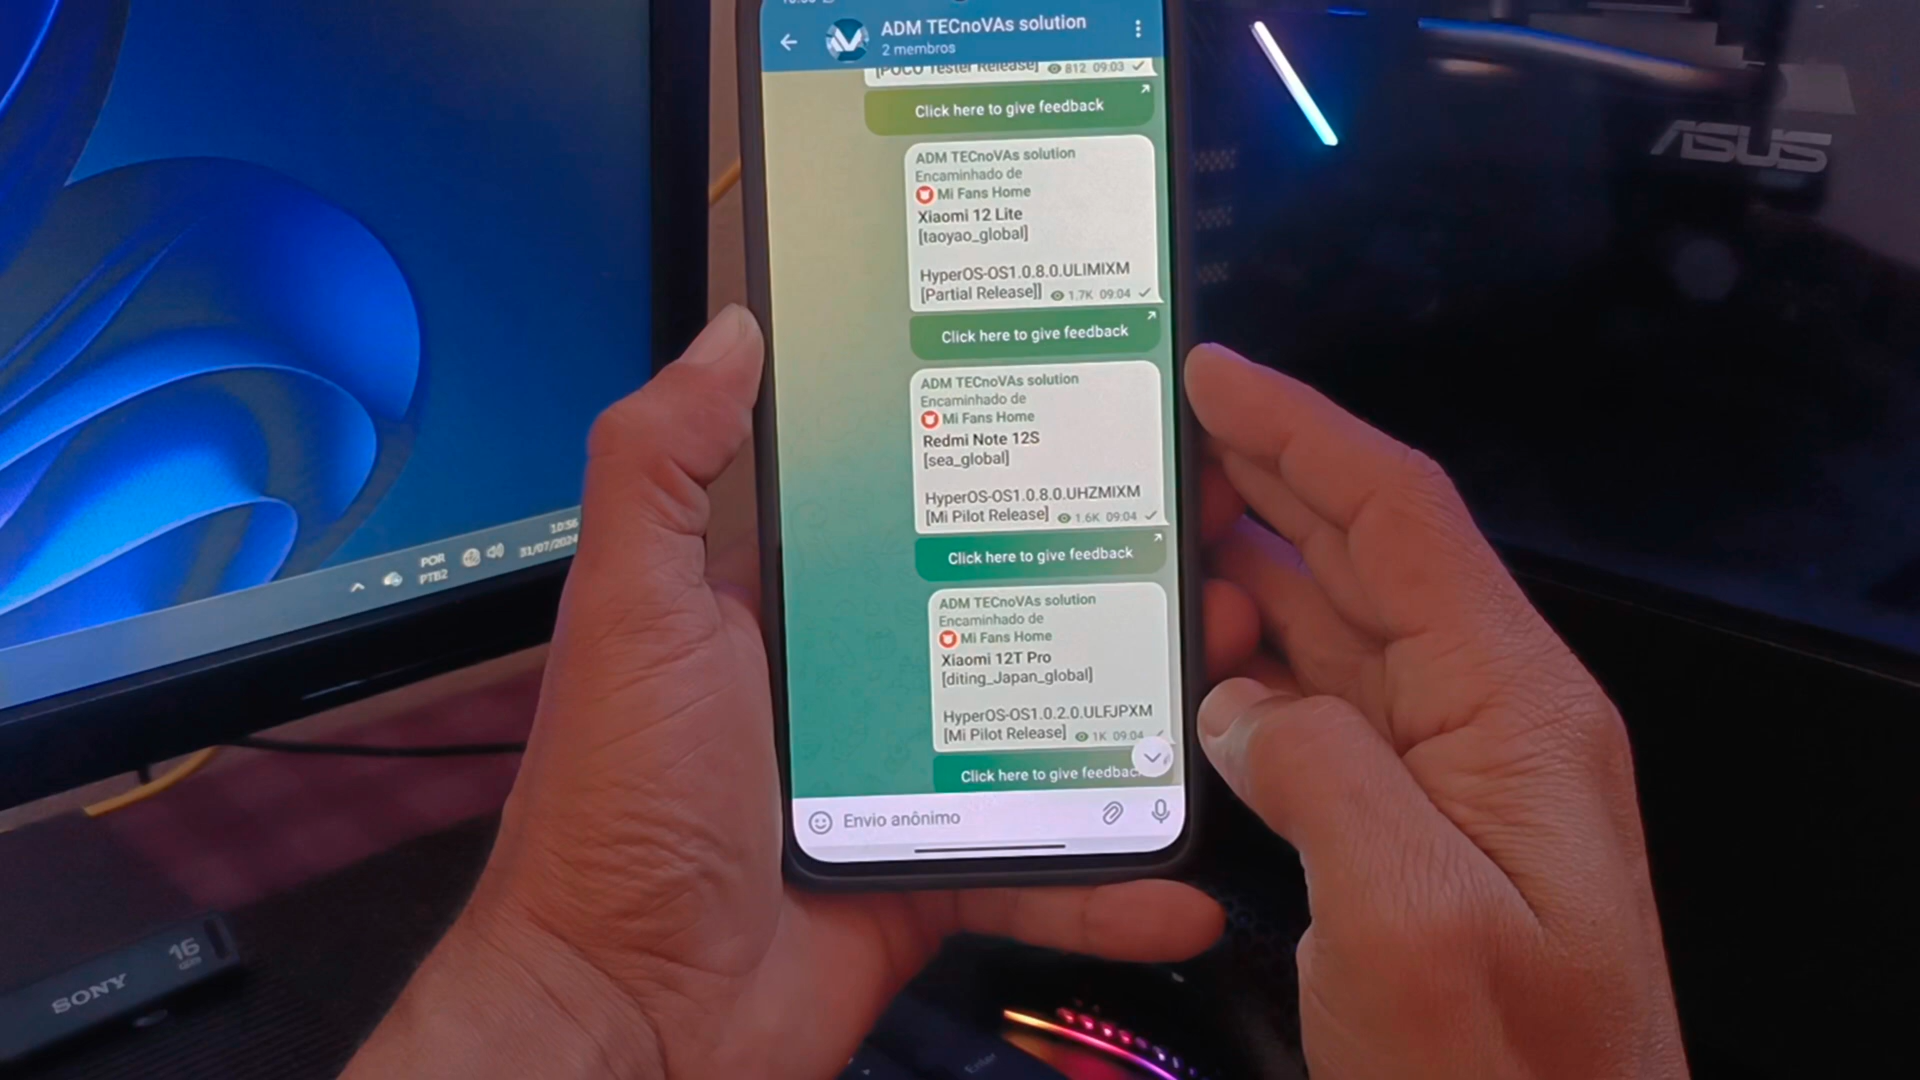 ADM TECnoVAs solution
2 membros
[POCO Tester Release] 812 09:03
Click here to give feedback
ADM TECnoVAs solution
Encaminhado de
Mi Fans Home
Xiaomi 12 Lite
[taoyao_global]
HyperOS-OS1.0.8.0.ULIMIXM
[Partial Release]] 1.7K 09:04
Click here to give feedback
ADM TECnoVAs solution
Encaminhado de
Mi Fans Home
Redmi Note 12S
[sea_global]
HyperOS-OS1.0.8.0.UHZMIXM
[Mi Pilot Release] 1.6K 09:04
Click here to give feedback
ADM TECnoVAs solution
Encaminhado de
Mi Fans Home
Xiaomi 12T Pro
[diting_Japan_global]
HyperOS-OS1.0.2.0.ULFJPXM
[Mi Pilot Release] 1K 09:04
Click here to give feedbac
Envio anônimo
ASUS
POR
PTB2
10:56
31/07/2024
SONY
16
Enter